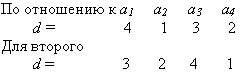 По отношению к a1 a2 a3 a4
d = 4 1 3 2
Для второго
d = 3 2 4 1